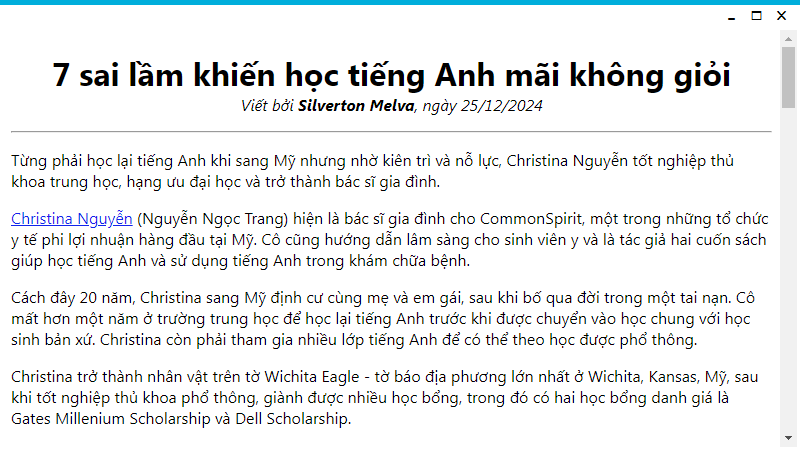 7 sai lầm khiến học tiếng Anh mãi không giỏi
Viết bởi Silverton Melva, ngày 25/12/2024
Từng phải học lại tiếng Anh khi sang Mỹ nhưng nhờ kiên trì và nỗ lực, Christina Nguyễn tốt nghiệp thủ
khoa trung học, hạng ưu đại học và trở thành bác sĩ gia đình.
Christina Nguyễn (Nguyễn Ngọc Trang) hiện là bác sĩ gia đình cho CommonSpirit, một trong những tổ chức
y tế phi lợi nhuận hàng đầu tại Mỹ. Cô cũng hướng dẫn lâm sàng cho sinh viên y và là tác giả hai cuốn sách
giúp học tiếng Anh và sử dụng tiếng Anh trong khám chữa bệnh.
Cách đây 20 năm, Christina sang Mỹ định cư cùng mẹ và em gái, sau khi bố qua đời trong một tai nạn. Cô
mất hơn một năm ở trường trung học để học lại tiếng Anh trước khi được chuyển vào học chung với học
sinh bản xứ. Christina còn phải tham gia nhiều lớp tiếng Anh để có thể theo học được phổ thông.
Christina trở thành nhân vật trên tờ Wichita Eagle - tờ báo địa phương lớn nhất ở Wichita, Kansas, Mỹ, sau
khi tốt nghiệp thủ khoa phổ thông, giành được nhiều học bổng, trong đó có hai học bổng danh giá là
Gates Millenium Scholarship và Dell Scholarship.